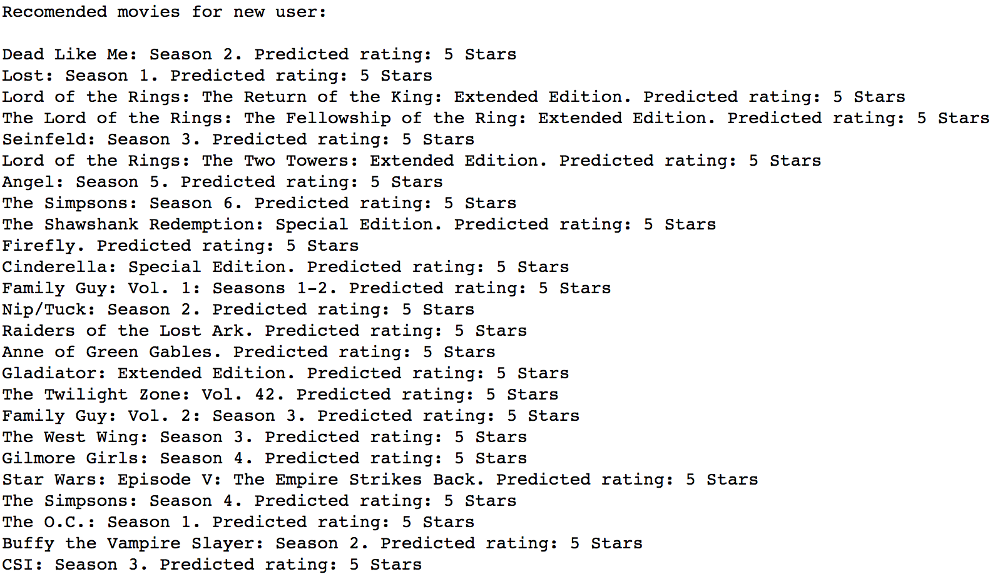 Recomended movies for new user:
Dead Like Me: Season 2. Predicted rating: 5 Stars
Lost: Season 1. Predicted rating: 5 Stars
Lord of the Rings: The Return of the King: Extended Edition. Predicted rating: 5 Stars
The Lord of the Rings: The Fellowship of the Ring: Extended Edition. Predicted rating: 5 Stars
Seinfeld: Season 3. Predicted rating: 5 Stars
Lord of the Rings: The Two Towers: Extended Edition. Predicted rating: 5 Stars
Angel: Season 5. Predicted rating: 5 Stars
The Simpsons: Season 6. Predicted rating: 5 Stars
The Shawshank Redemption: Special Edition. Predicted rating: 5 Stars
Firefly. Predicted rating: 5 Stars
Cinderella: Special Edition. Predicted rating: 5 Stars
Family Guy: Vol. 1: Seasons 1-2. Predicted rating: 5 Stars
Nip/Tuck: Season 2. Predicted rating: 5 Stars
Raiders of the Lost Ark. Predicted rating: 5 Stars
Anne of Green Gables. Predicted rating: 5 Stars
Gladiator: Extended Edition. Predicted rating: 5 Stars
The Twilight Zone: Vol. 42. Predicted rating: 5 Stars
Family Guy: Vol. 2: Season 3. Predicted rating: 5 Stars
The West Wing: Season 3. Predicted rating: 5 Stars
Gilmore Girls: Season 4. Predicted rating: 5 Stars
Star Wars: Episode V: The Empire Strikes Back. Predicted rating: 5 Stars
The Simpsons: Season 4. Predicted rating: 5 Stars
The O.C.: Season 1. Predicted rating: 5 Stars
Buffy the Vampire Slayer: Season 2. Predicted rating: 5 Stars
CSI: Season 3. Predicted rating: 5 Stars